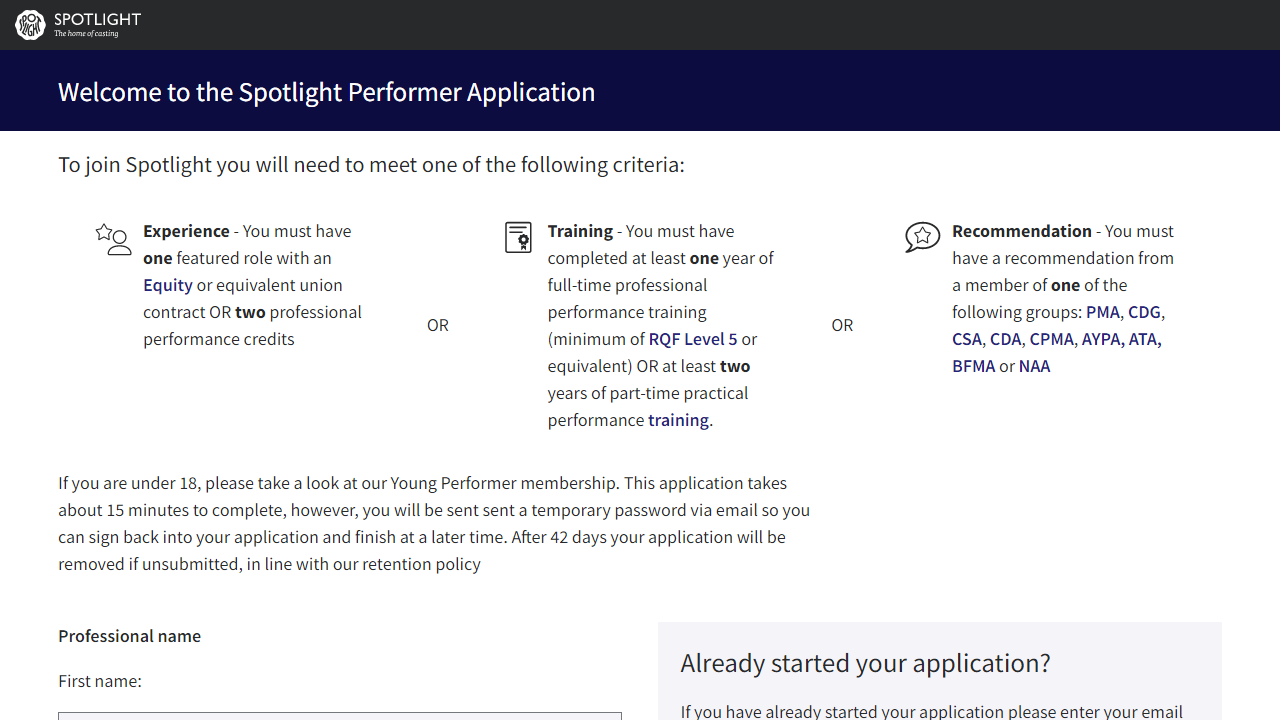 SPOTLIGHT
The home of casting
Welcome to the Spotlight Performer Application
To join Spotlight you will need to meet one of the following criteria:
Experience - You must have
one featured role with an
Equity or equivalent union
contract OR two professional
performance credits
OR
Training - You must have
completed at least one year of
full-time professional
performance training
(minimum of RQF Level 5 or
equivalent) OR at least two
years of part-time practical
performance training.
OR
Recommendation - You must
have a recommendation from
a member of one of the
following groups: PMA, CDG,
CSA, CDA, CPMA, AYPA, ATA,
BFMA or NAA
If you are under 18, please take a look at our Young Performer membership. This application takes
about 15 minutes to complete, however, you will be sent sent a temporary password via email so you
can sign back into your application and finish at a later time. After 42 days your application will be
removed if unsubmitted, in line with our retention policy
Professional name
First name:
Already started your application?
If you have already started your application please enter your email